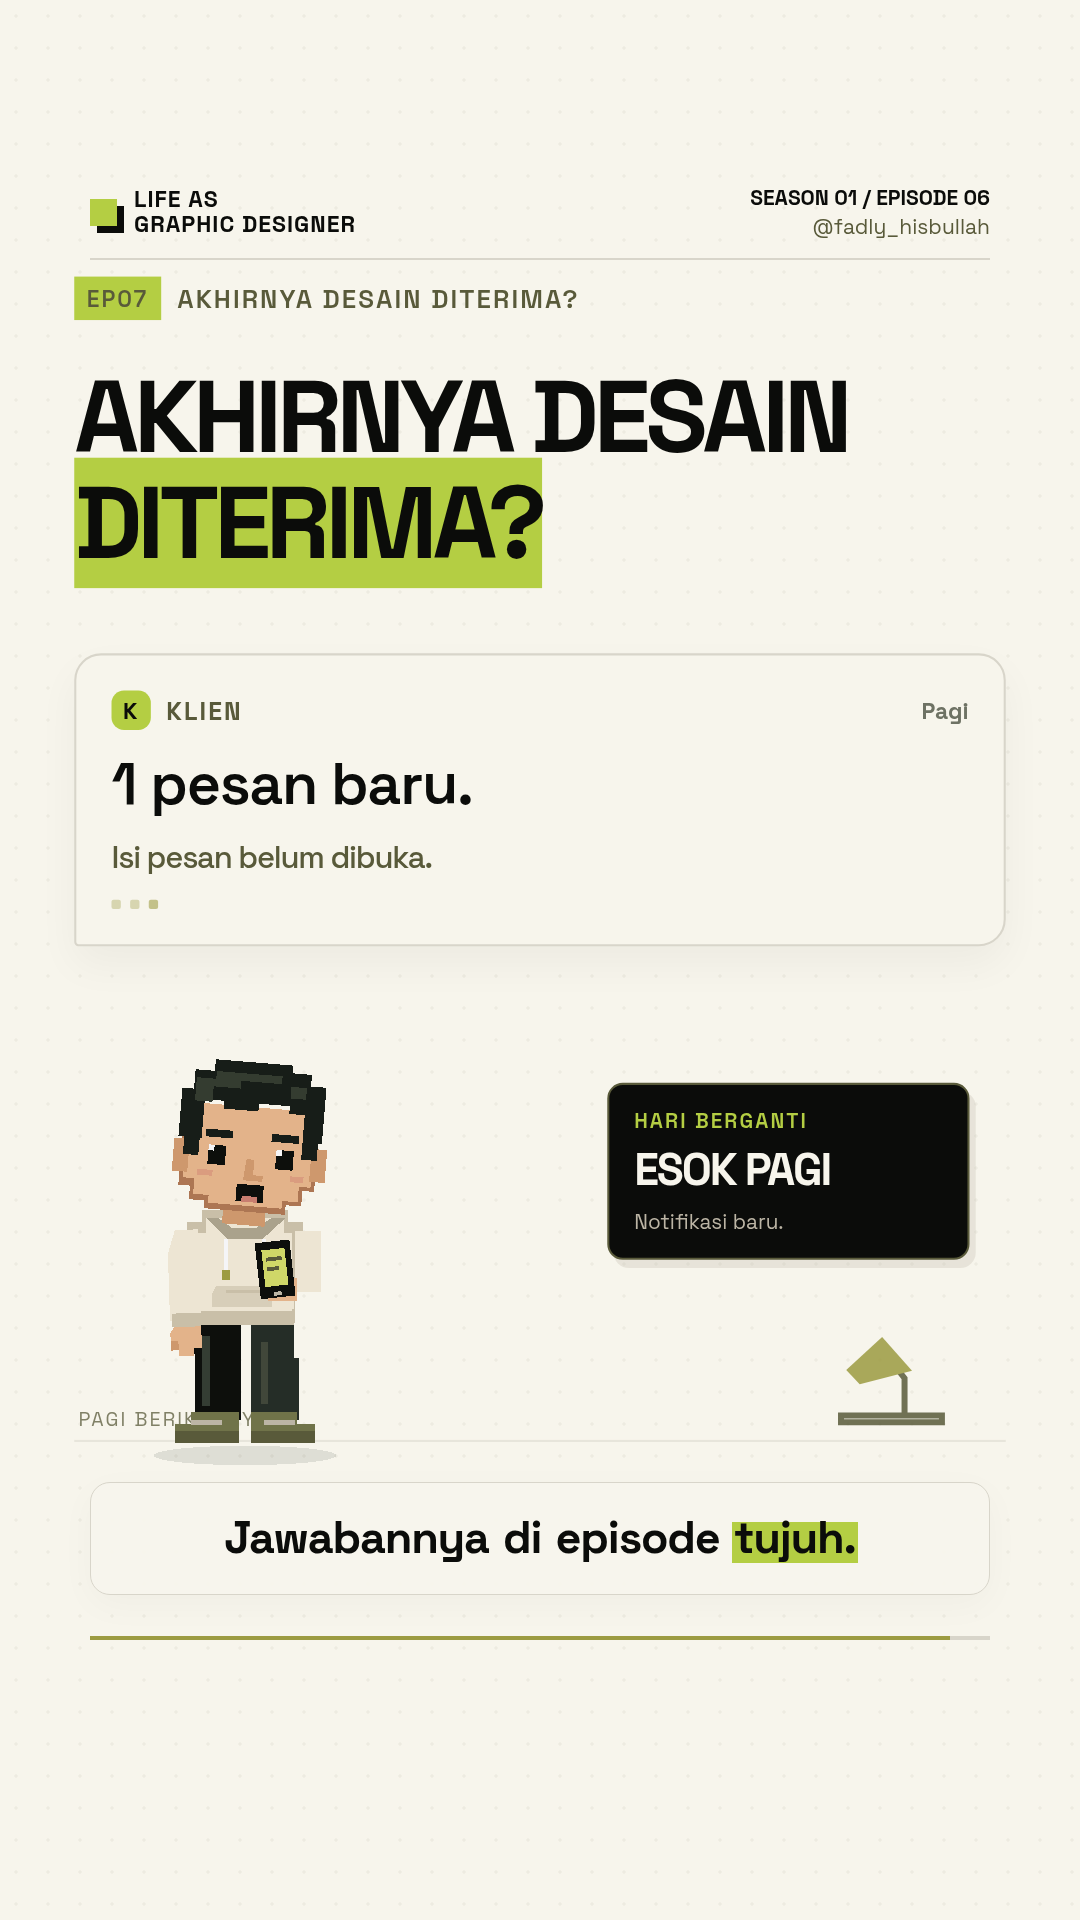 LIFE AS
GRAPHIC DESIGNER
SEASON 01 / EPISODE 06
@fadly_hisbullah
EP07 AKHIRNYA DESAIN DITERIMA?
AKHIRNYA DESAIN
DITERIMA?
K KLIEN Pagi
1 pesan baru.
Isi pesan belum dibuka.
HARI BERGANTI
ESOK PAGI
Notifikasi baru.
PAGI
Jawabannya di episode tujuh.